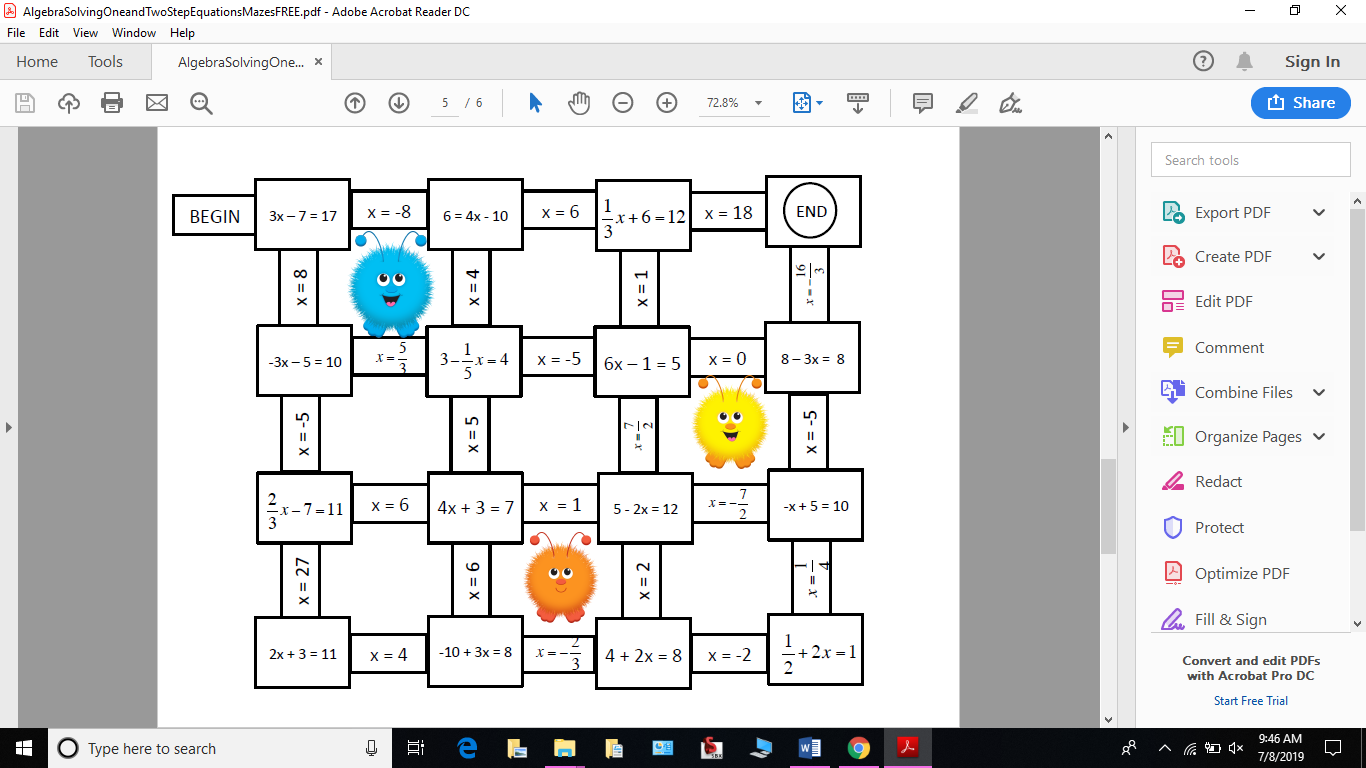 AlgebraSolvingOneandTwoStepEquationsMazesFREE.pdf - Adobe Acrobat Reader DC
File Edit View Window Help
Home Tools AlgebraSolvingOne... × Sign In
5 / 6 72.8% Share
Search tools
Export PDF
Create PDF
Edit PDF
Comment
Combine Files
Organize Pages
Redact
Protect
Optimize PDF
Fill & Sign
Convert and edit PDFs
with Acrobat Pro DC
Start Free Trial
BEGIN 3x – 7 = 17 x = -8 6 = 4x - 10 x = 6 1/3 x + 6 = 12 x = 18 END
x = 8 x = 4 x = 1 x = -16/3
-3x – 5 = 10 x = 5/3 3 – 1/5 x = 4 x = -5 6x – 1 = 5 x = 0 8 – 3x = 8
x = -5 x = 5 x = 7/2 x = -5
2/3 x – 7 = 11 x = 6 4x + 3 = 7 x = 1 5 - 2x = 12 x = -7/2 -x + 5 = 10
x = 27 x = 6 x = 2 x = 1/4
2x + 3 = 11 x = 4 -10 + 3x = 8 x = -2/3 4 + 2x = 8 x = -2 1/2 + 2x = 1
Type here to search
9:46 AM
7/8/2019